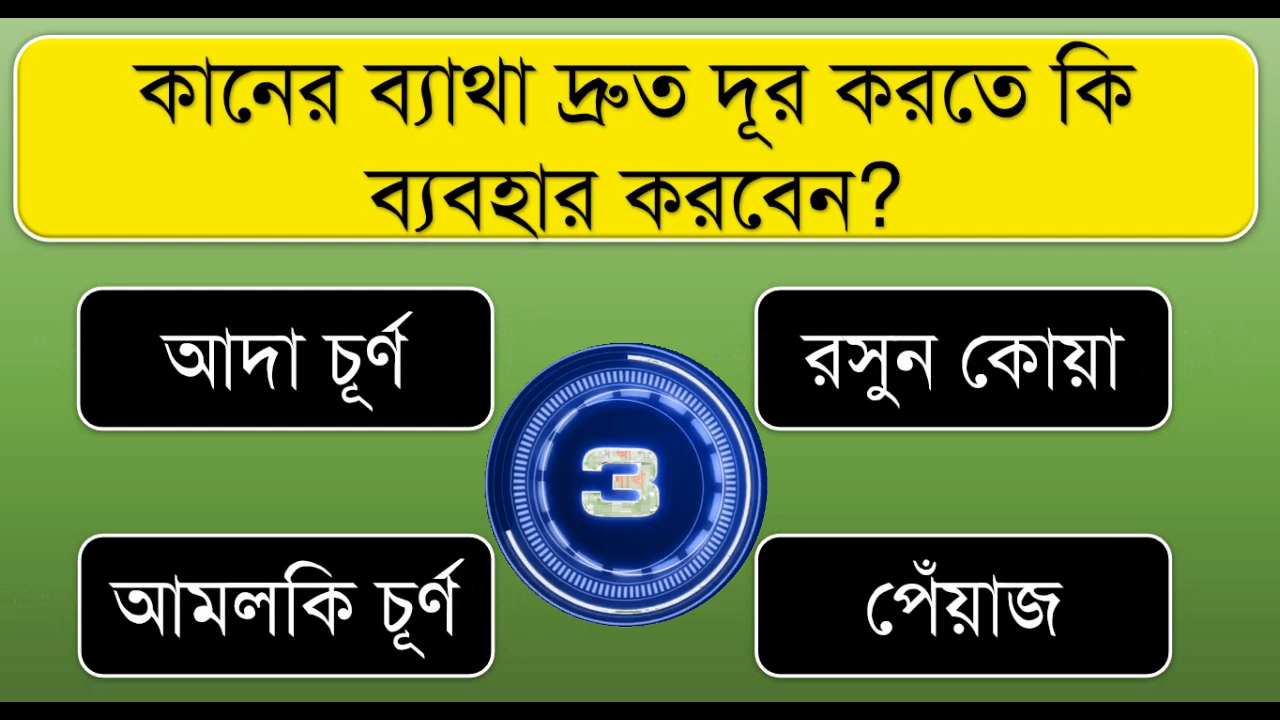 কানের ব্যাথা দ্রুত দূর করতে কি
ব্যবহার করবেন?
আদা চূর্ণ
রসুন কোয়া
3
আমলকি চূর্ণ
পেঁয়াজ